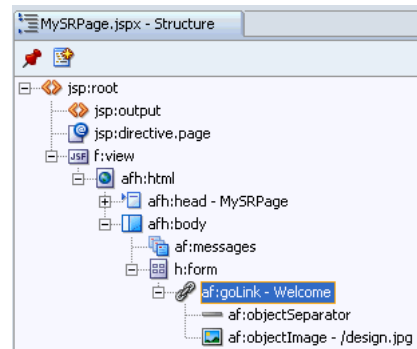 MySRPage.jspx - Structure
jsp:root
jsp:output
jsp:directive.page
JSF f:view
afh:html
afh:head - MySRPage
afh:body
af:messages
h:form
af:goLink - Welcome
af:objectSeparator
af:objectImage - /design.jpg